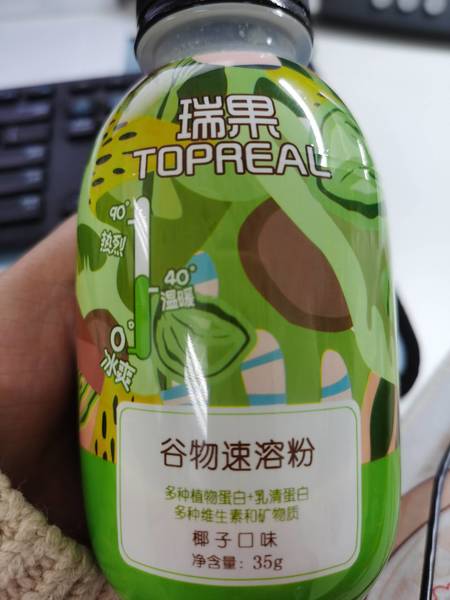 瑞果
TOPREAL
90°
热烈
40°
温暖
0°
冰爽
谷物速溶粉
多种植物蛋白+乳清蛋白
多种维生素和矿物质
椰子口味
净含量：35g